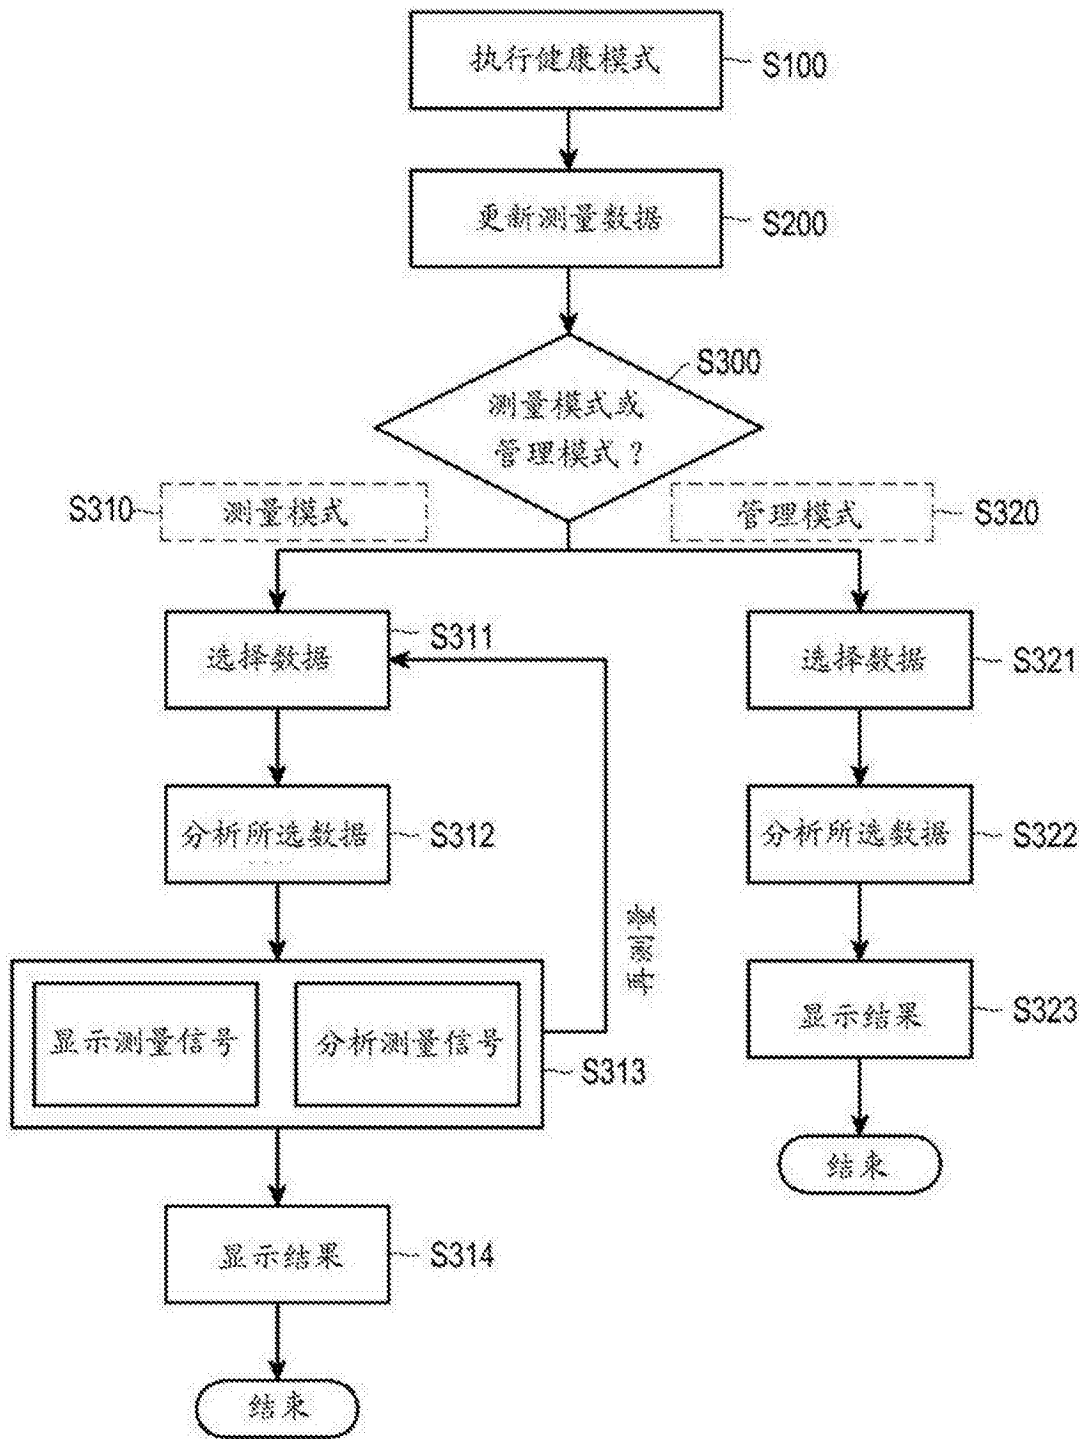 执行健康模式
S100
更新测量数据
S200
S300
测量模式或
管理模式？
S310
测量模式
管理模式
S320
选择数据
S311
选择数据
S321
分析所选数据
S312
分析所选数据
S322
再测量
显示测量信号
分析测量信号
S313
显示结果
S323
结束
显示结果
S314
结束